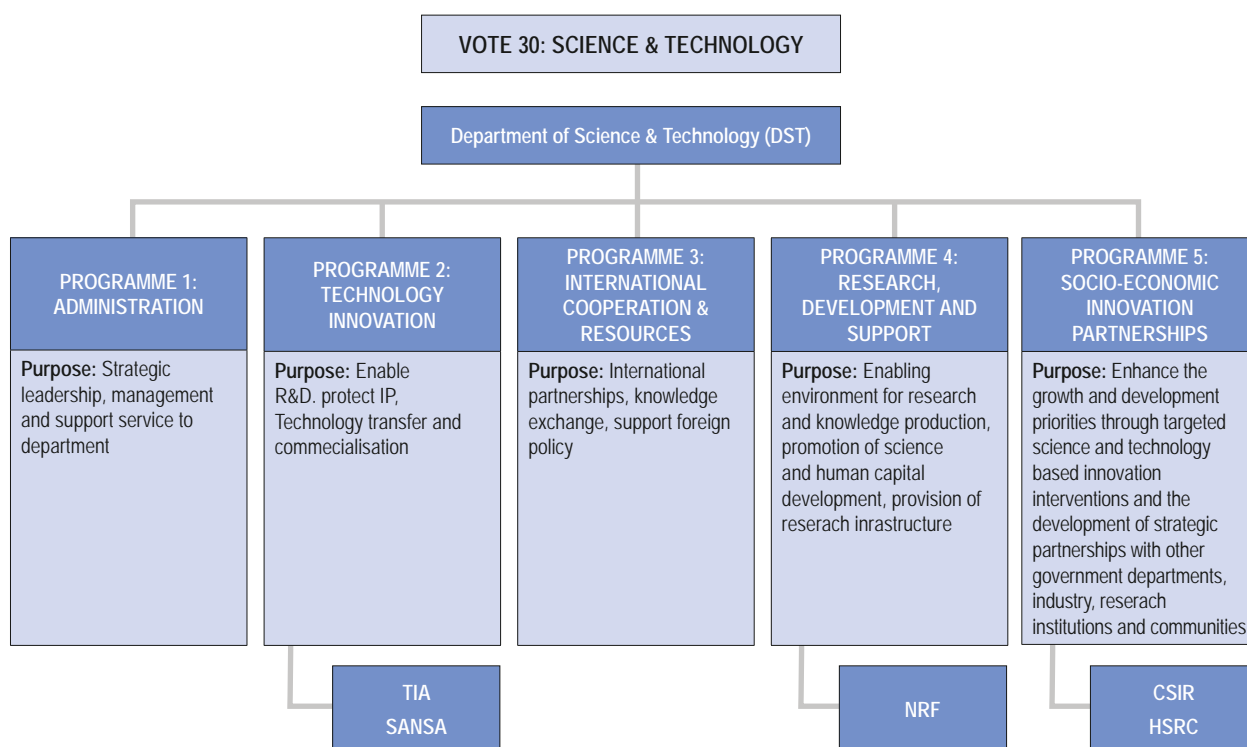 VOTE 30: SCIENCE & TECHNOLOGY
Department of Science & Technology (DST)
PROGRAMME 1:
ADMINISTRATION
Purpose: Strategic
leadership, management
and support service to
department
PROGRAMME 2:
TECHNOLOGY
INNOVATION
Purpose: Enable
R&D. protect IP,
Technology transfer and
commecialisation
TIA
SANSA
PROGRAMME 3:
INTERNATIONAL
COOPERATION &
RESOURCES
Purpose: International
partnerships, knowledge
exchange, support foreign
policy
PROGRAMME 4:
RESEARCH,
DEVELOPMENT AND
SUPPORT
Purpose: Enabling
environment for research
and knowledge production,
promotion of science
and human capital
development, provision of
reserach inrastructure
NRF
PROGRAMME 5:
SOCIO-ECONOMIC
INNOVATION
PARTNERSHIPS
Purpose: Enhance the
growth and development
priorities through targeted
science and technology
based innovation
interventions and the
development of strategic
partnerships with other
government departments,
industry, reserach
institutions and communities
CSIR
HSRC